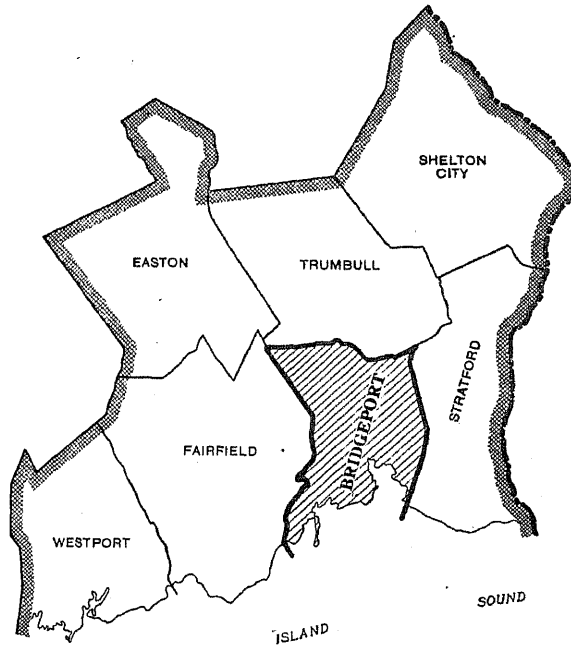 SHELTON
CITY
EASTON
TRUMBULL
STRATFORD
BRIDGEPORT
FAIRFIELD
WESTPORT
ISLAND
SOUND